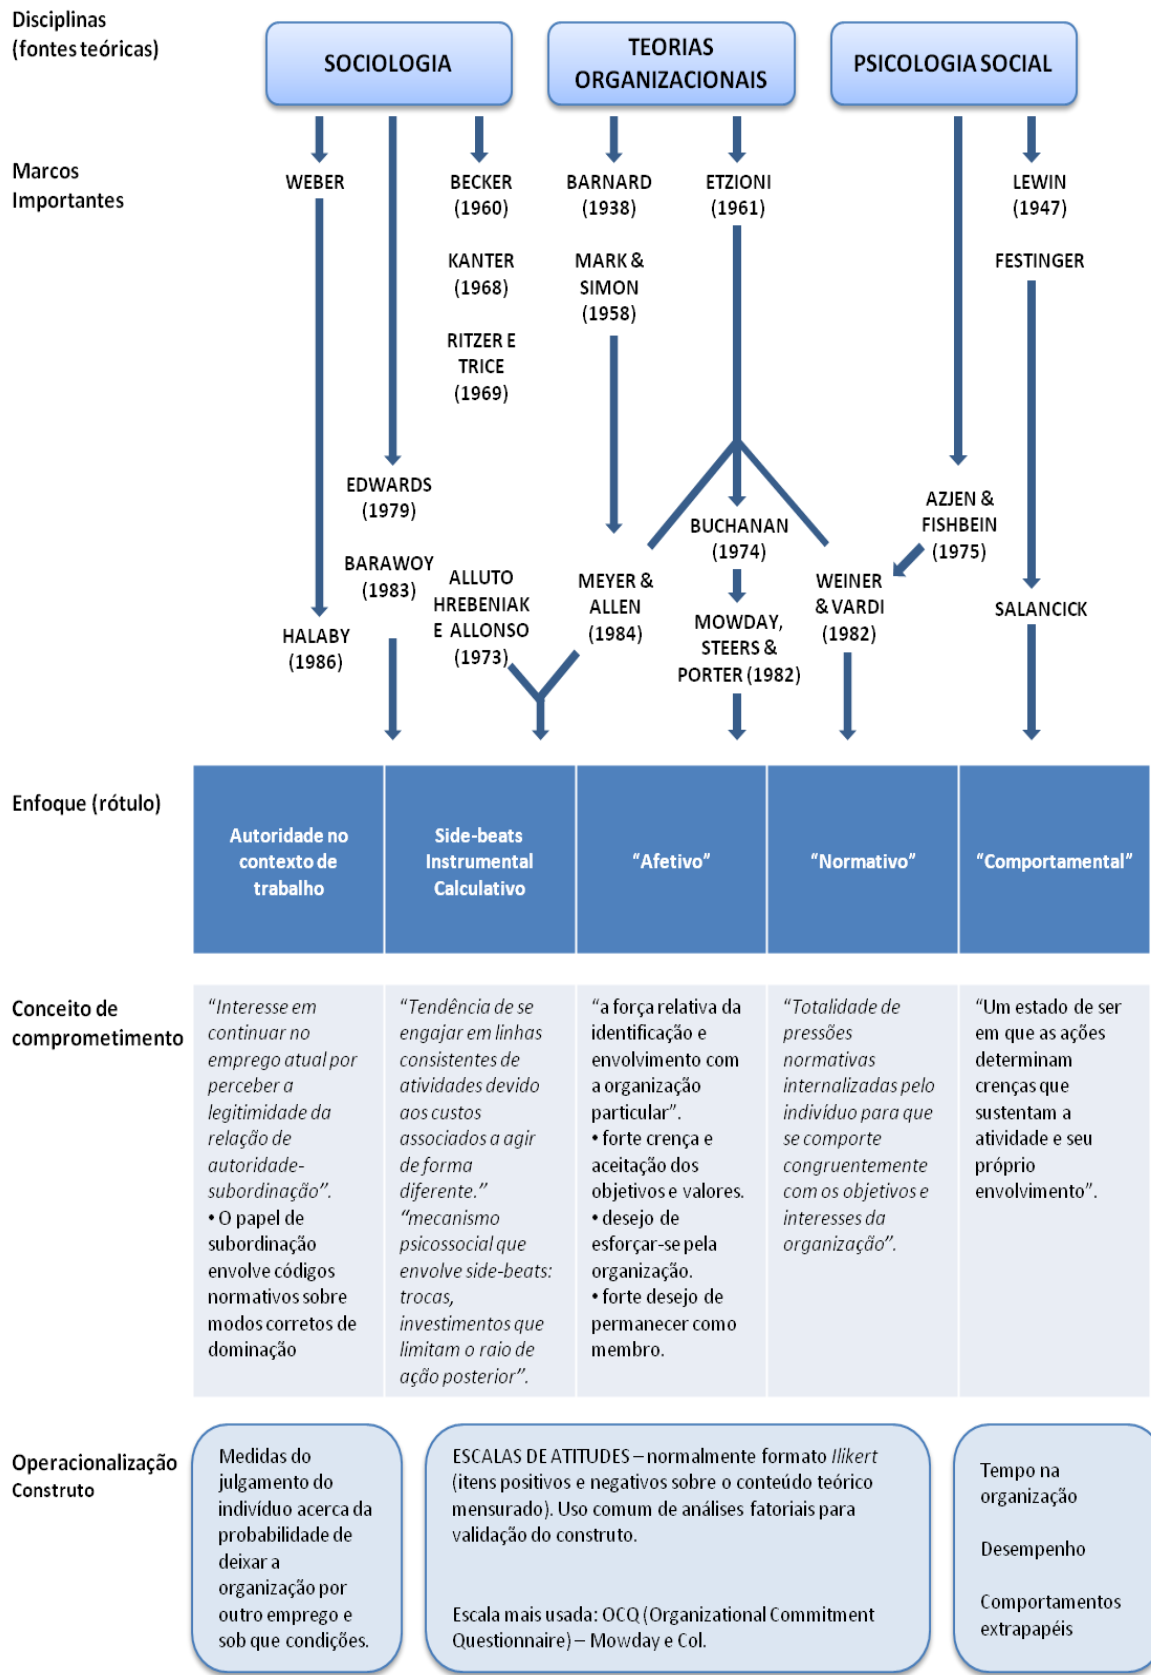 Disciplinas
(fontes teóricas)
SOCIOLOGIA
TEORIAS
ORGANIZACIONAIS
PSICOLOGIA SOCIAL
Marcos
Importantes
WEBER
BECKER
(1960)
BARNARD
(1938)
ETZIONI
(1961)
LEWIN
(1947)
KANTER
(1968)
MARK &
SIMON
(1958)
FESTINGER
RITZER E
TRICE
(1969)
EDWARDS
(1979)
BUCHANAN
(1974)
AZJEN &
FISHBEIN
(1975)
BARAWOY
(1983)
ALLUTO
HREBENIAK
E ALLONSO
(1973)
MEYER &
ALLEN
(1984)
WEINER
& VARDI
(1982)
HALABY
(1986)
MOWDAY,
STEERS &
PORTER (1982)
SALANCICK
Enfoque (rótulo)
Autoridade no
contexto de
trabalho
Side-beats
Instrumental
Calculativo
“Afetivo”
“Normativo”
“Comportamental”
Conceito de
comprometimento
“Interesse em
continuar no
emprego atual por
perceber a
legitimidade da
relação de
autoridade-
subordinação”.
• O papel de
subordinação
envolve códigos
normativos sobre
modos corretos de
dominação
“Tendência de se
engajar em linhas
consistentes de
atividades devido
aos custos
associados a agir
de forma
diferente.”
“mecanismo
psicossocial que
envolve side-beats:
trocas,
investimentos que
limitam o raio de
ação posterior”.
“a força relativa da
identificação e
envolvimento com
a organização
particular”.
• forte crença e
aceitação dos
objetivos e valores.
• desejo de
esforçar-se pela
organização.
• forte desejo de
permanecer como
membro.
“Totalidade de
pressões
normativas
internalizadas pelo
indivíduo para que
se comporte
congruentemente
com os objetivos e
interesses da
organização”.
“Um estado de ser
em que as ações
determinam
crenças que
sustentam a
atividade e seu
próprio
envolvimento”.
Operacionalização
Construto
Medidas do
julgamento do
indivíduo acerca da
probabilidade de
deixar a
organização por
outro emprego e
sob que condições.
ESCALAS DE ATITUDES – normalmente formato llikert
(itens positivos e negativos sobre o conteúdo teórico
mensurado). Uso comum de análises fatoriais para
validação do construto.
Escala mais usada: OCQ (Organizational Commitment
Questionnaire) – Mowday e Col.
Tempo na
organização
Desempenho
Comportamentos
extrapapéis